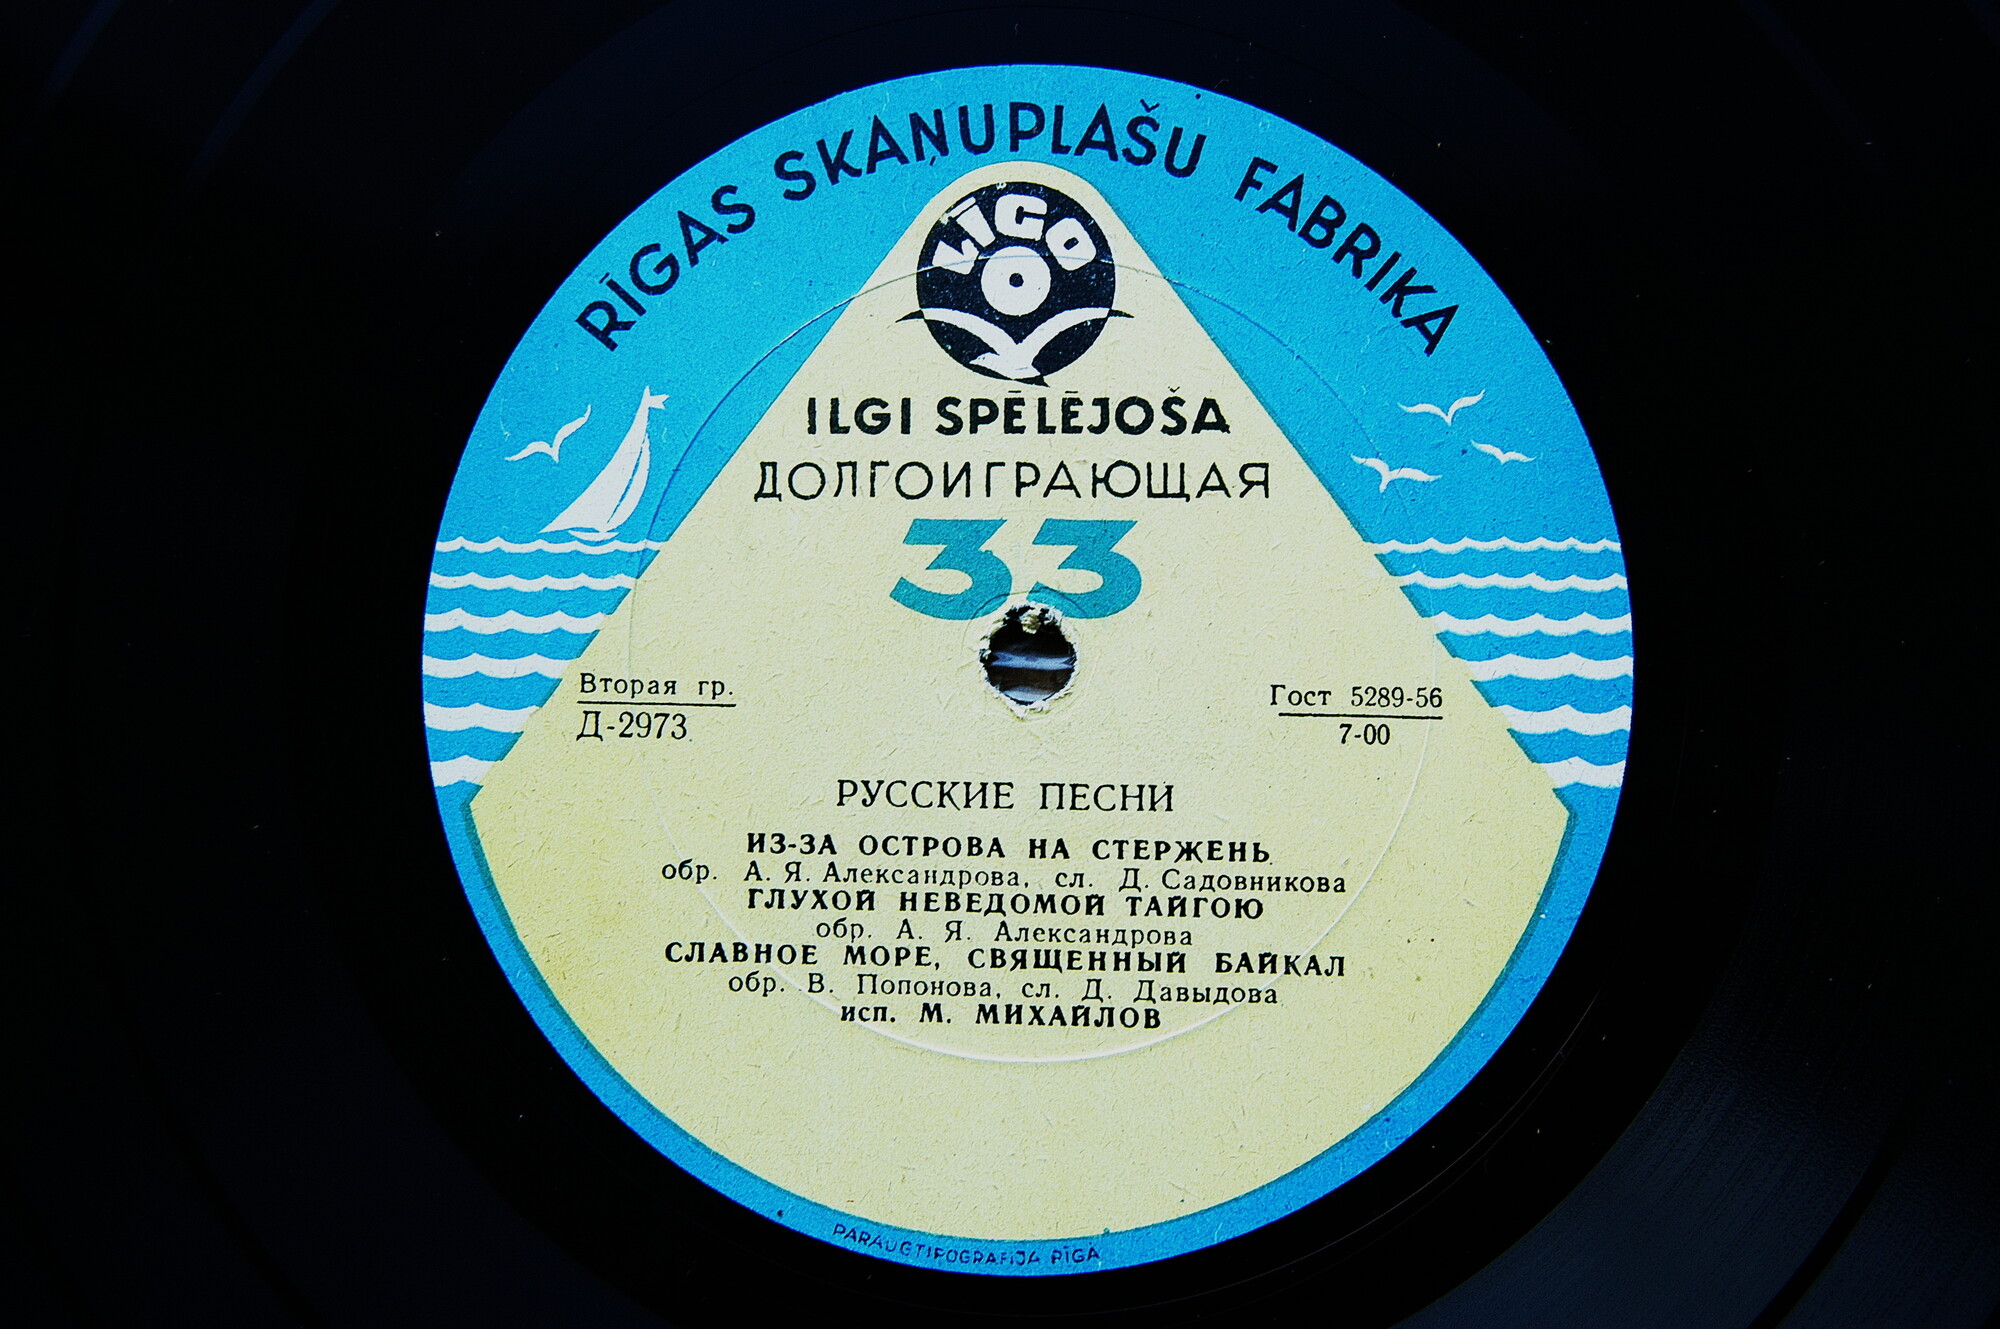 RĪGAS SKAŅUPLAŠU FABRIKA
LĪGO
ILGI SPĒLĒJOŠA
ДОЛГОИГРАЮЩАЯ
33
Вторая гр.
Д-2973
Гост 5289-56
7-00
РУССКИЕ ПЕСНИ
ИЗ-ЗА ОСТРОВА НА СТЕРЖЕНЬ
обр. А. Я. Александрова, сл. Д. Садовникова
ГЛУХОЙ НЕВЕДОМОЙ ТАЙГОЮ
обр. А. Я. Александрова
СЛАВНОЕ МОРЕ, СВЯЩЕННЫЙ БАЙКАЛ
обр. В. Попонова, сл. Д. Давыдова
исп. М. МИХАЙЛОВ
PARAUGTIPOGRAFIJA RĪGĀ